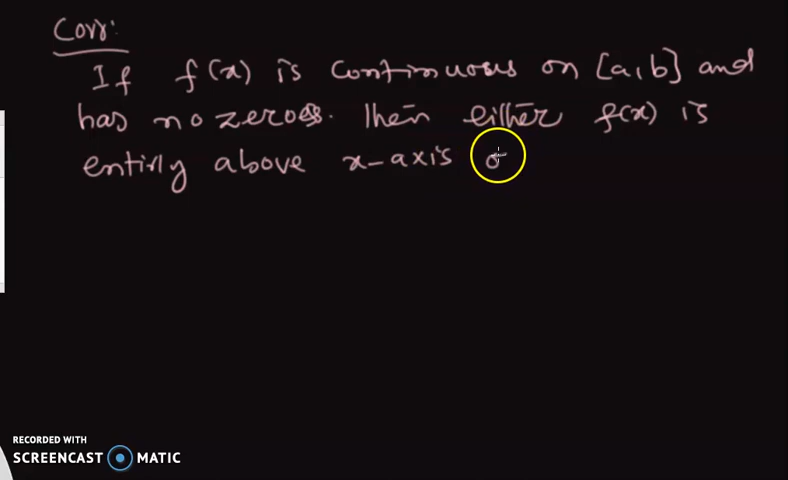 Corr:
If f(x) is continuous on [a,b] and
has no zeroes. Then either f(x) is
entirly above x-axis o
RECORDED WITH
SCREENCAST MATIC